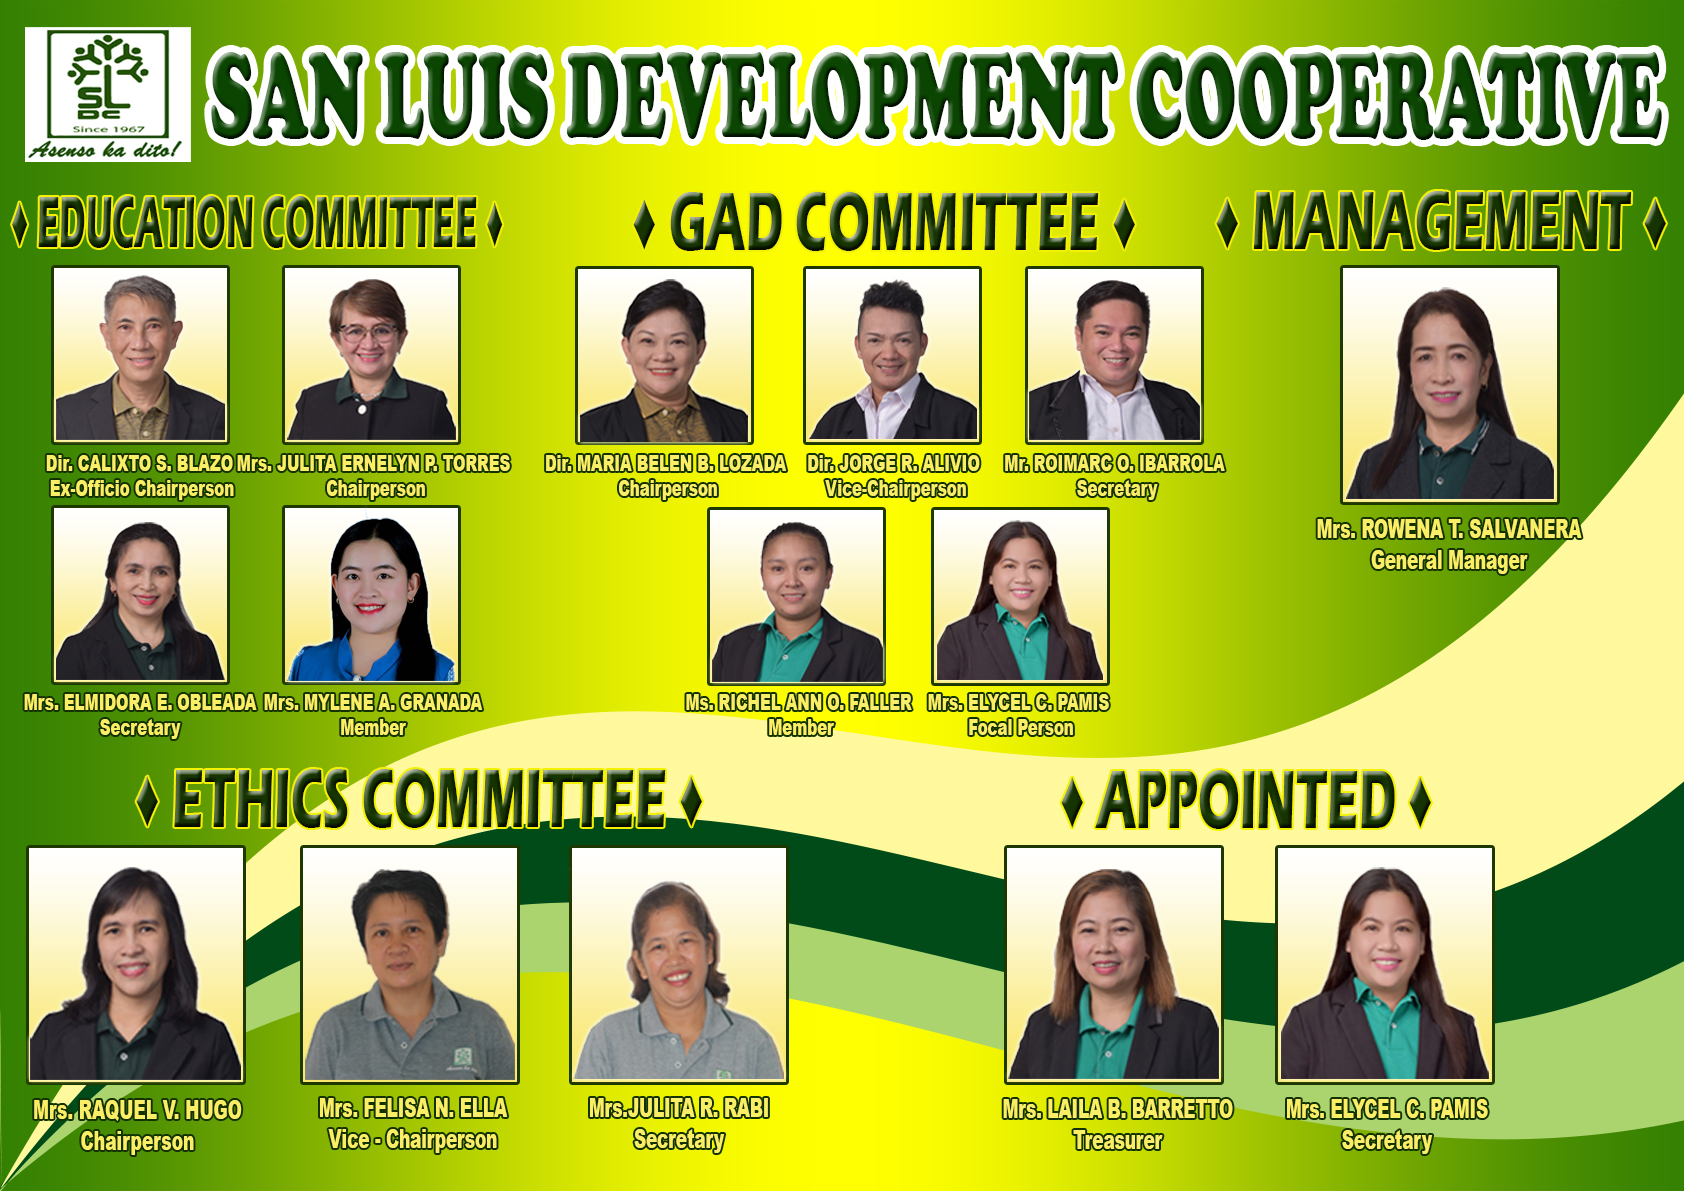 SLDC
Since 1967
Asenso ka dito!
SAN LUIS DEVELOPMENT COOPERATIVE
EDUCATION COMMITTEE
Dir. CALIXTO S. BLAZO
Ex-Officio Chairperson
Mrs. JULITA ERNELYN P. TORRES
Chairperson
Mrs. ELMIDORA E. OBLEADA
Secretary
Mrs. MYLENE A. GRANADA
Member
GAD COMMITTEE
Dir. MARIA BELEN B. LOZADA
Chairperson
Dir. JORGE R. ALIVIO
Vice-Chairperson
Mr. ROIMARC O. IBARROLA
Secretary
Ms. RICHEL ANN O. FALLER
Member
Mrs. ELYCEL C. PAMIS
Focal Person
MANAGEMENT
Mrs. ROWENA T. SALVANERA
General Manager
ETHICS COMMITTEE
Mrs. RAQUEL V. HUGO
Chairperson
Mrs. FELISA N. ELLA
Vice - Chairperson
Mrs.JULITA R. RABI
Secretary
APPOINTED
Mrs. LAILA B. BARRETTO
Treasurer
Mrs. ELYCEL C. PAMIS
Secretary